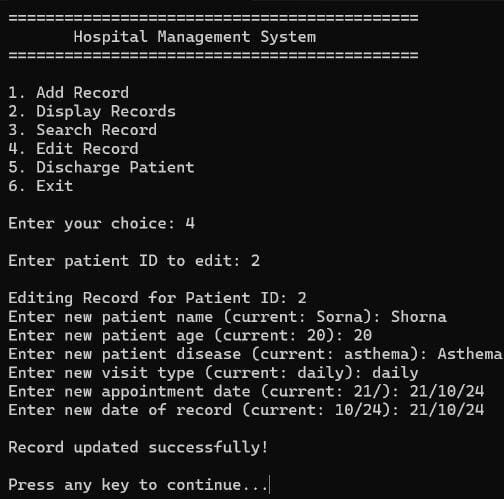 ============================================
Hospital Management System
============================================
1. Add Record
2. Display Records
3. Search Record
4. Edit Record
5. Discharge Patient
6. Exit
Enter your choice: 4
Enter patient ID to edit: 2
Editing Record for Patient ID: 2
Enter new patient name (current: Sorna): Shorna
Enter new patient age (current: 20): 20
Enter new patient disease (current: asthema): Asthema
Enter new visit type (current: daily): daily
Enter new appointment date (current: 21/): 21/10/24
Enter new date of record (current: 10/24): 21/10/24
Record updated successfully!
Press any key to continue...